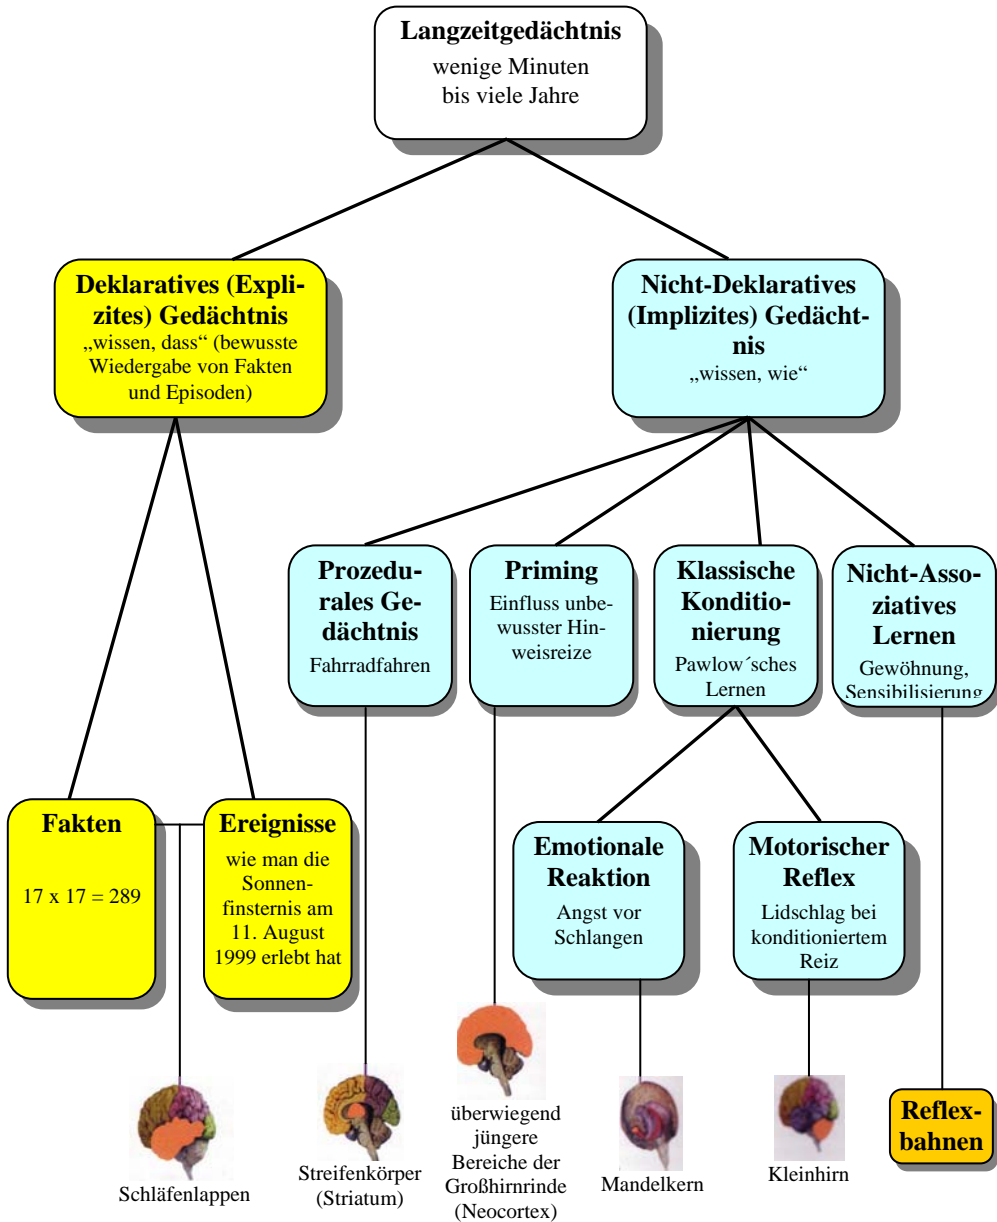 Langzeitgedächtnis
wenige Minuten
bis viele Jahre
Deklaratives (Expli-
zites) Gedächtnis
„wissen, dass“ (bewusste
Wiedergabe von Fakten
und Episoden)
Nicht-Deklaratives
(Implizites) Gedächt-
nis
„wissen, wie“
Prozedu-
rales Ge-
dächtnis
Fahrradfahren
Priming
Einfluss unbe-
wusster Hin-
weisreize
Klassische
Konditio-
nierung
Pawlow´sches
Lernen
Nicht-Asso-
ziatives
Lernen
Gewöhnung,
Sensibilisierung
Fakten
17 x 17 = 289
Ereignisse
wie man die
Sonnen-
finsternis am
11. August
1999 erlebt hat
Emotionale
Reaktion
Angst vor
Schlangen
Motorischer
Reflex
Lidschlag bei
konditioniertem
Reiz
Schläfenlappen
Streifenkörper
(Striatum)
überwiegend
jüngere
Bereiche der
Großhirnrinde
(Neocortex)
Mandelkern
Kleinhirn
Reflex-
bahnen